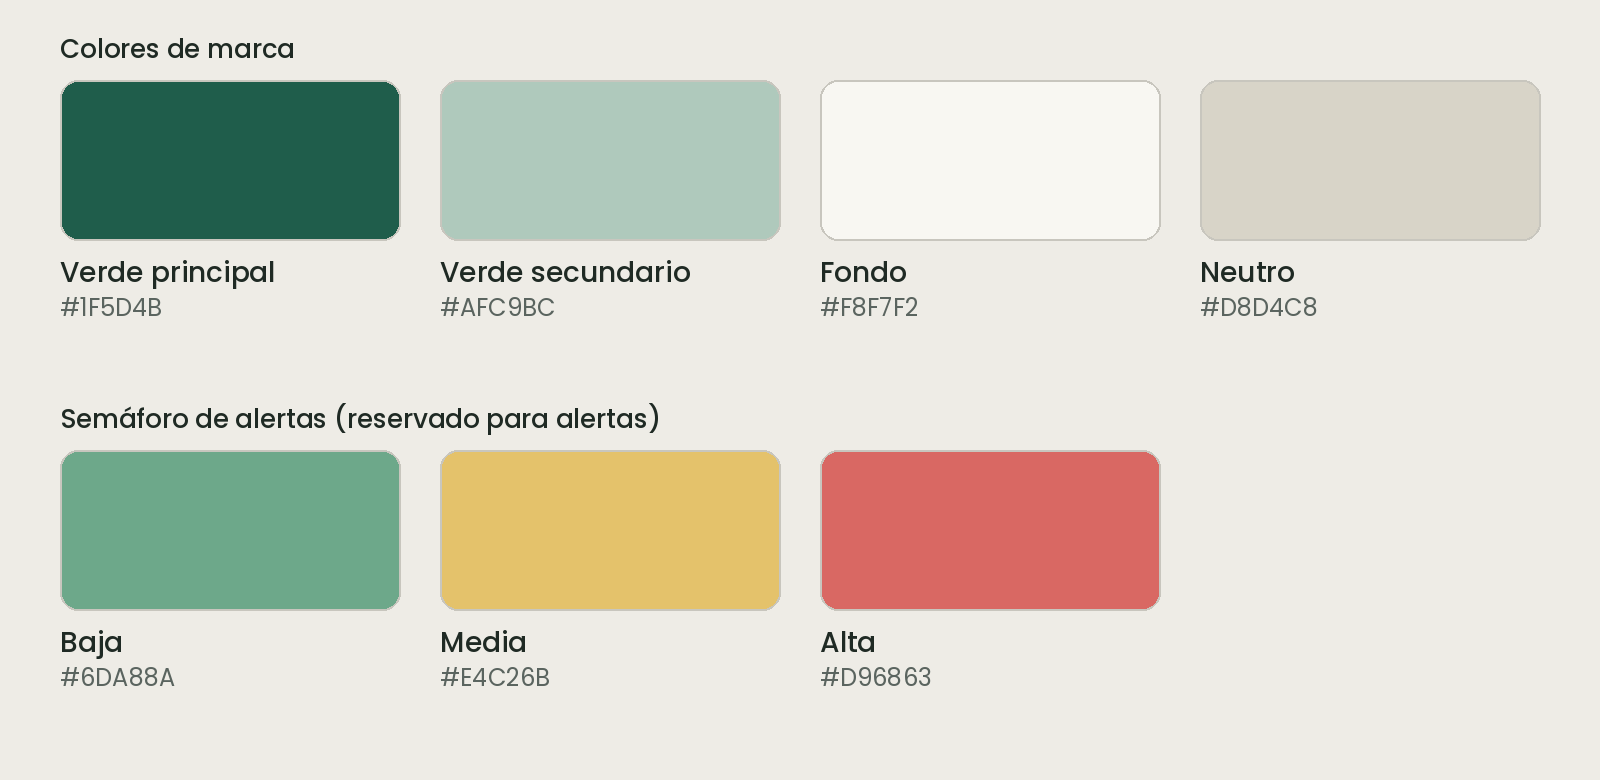 Colores de marca
Verde principal
#1F5D4B
Verde secundario
#AFC9BC
Fondo
#F8F7F2
Neutro
#D8D4C8
Semáforo de alertas (reservado para alertas)
Baja
#6DA88A
Media
#E4C26B
Alta
#D96863